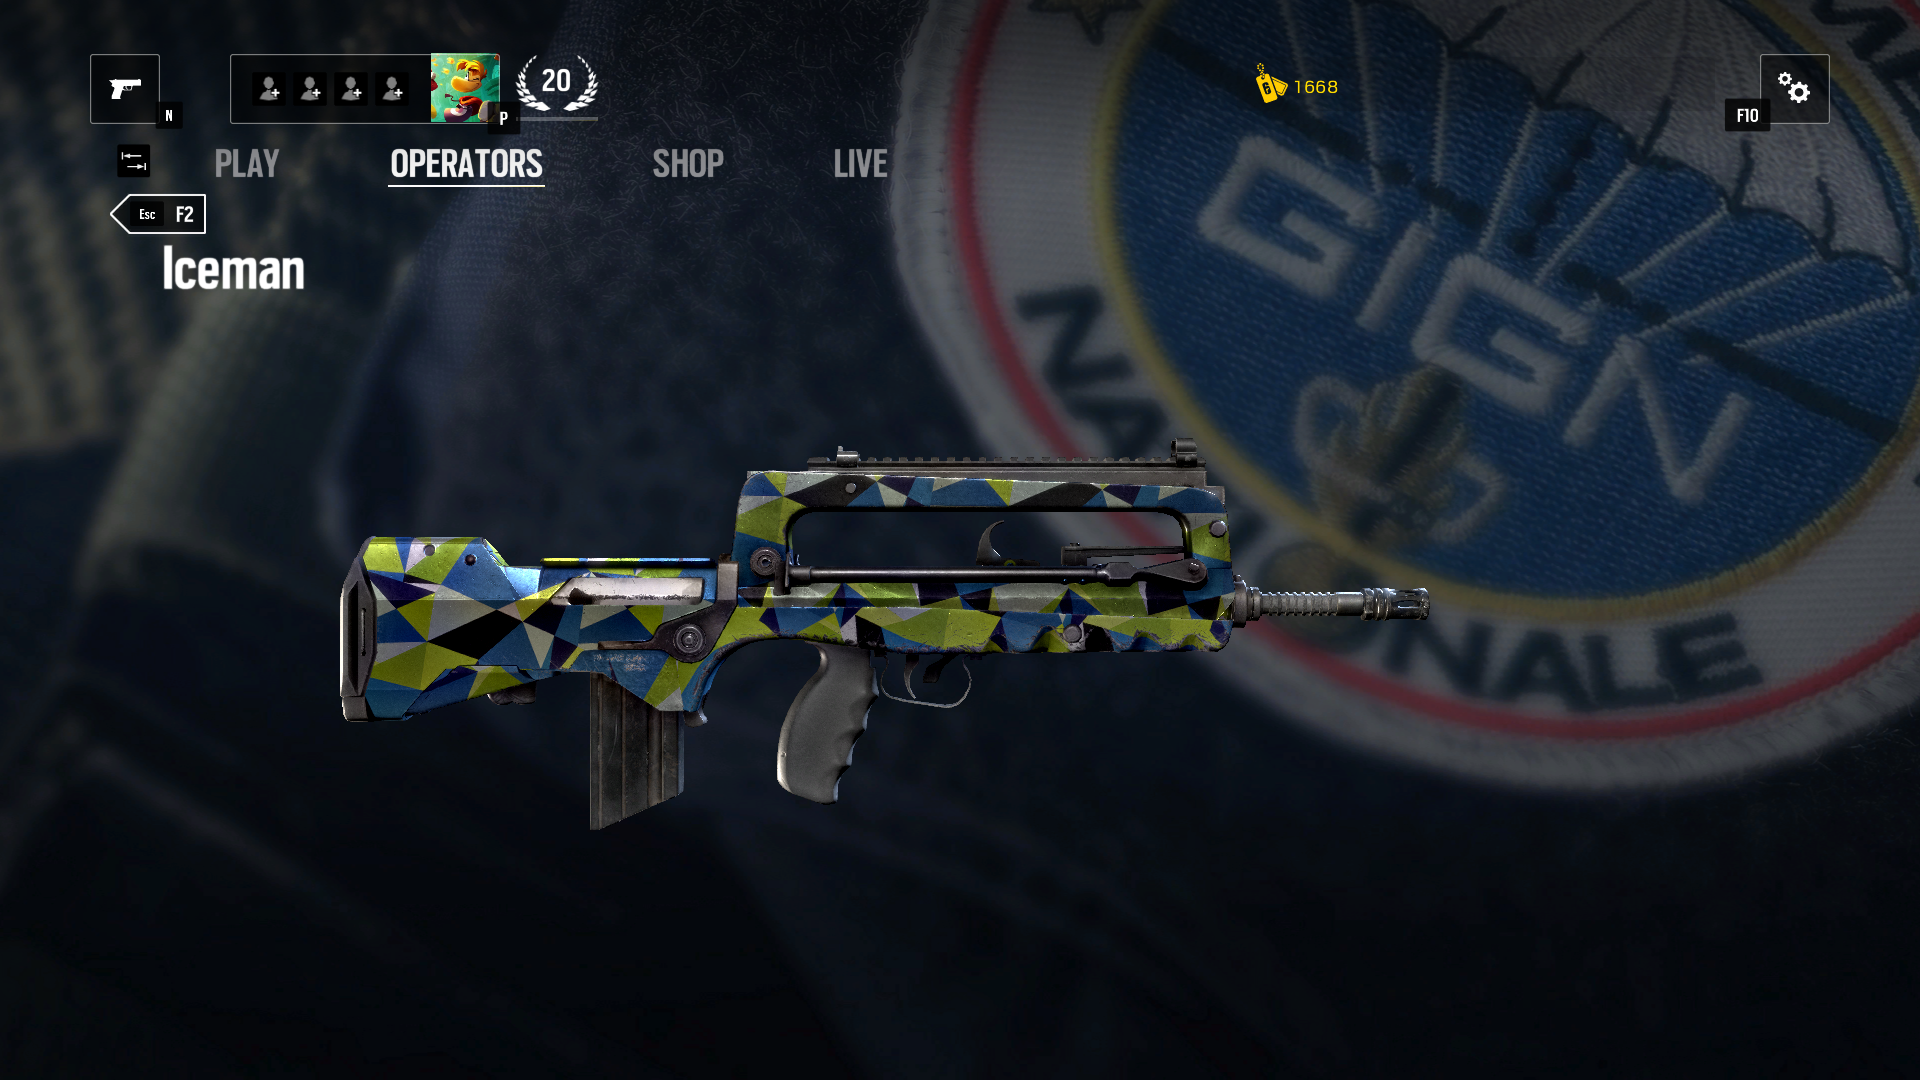 N
P
20
1668
F10
PLAY
OPERATORS
SHOP
LIVE
Esc
F2
Iceman
GIGN
NALE